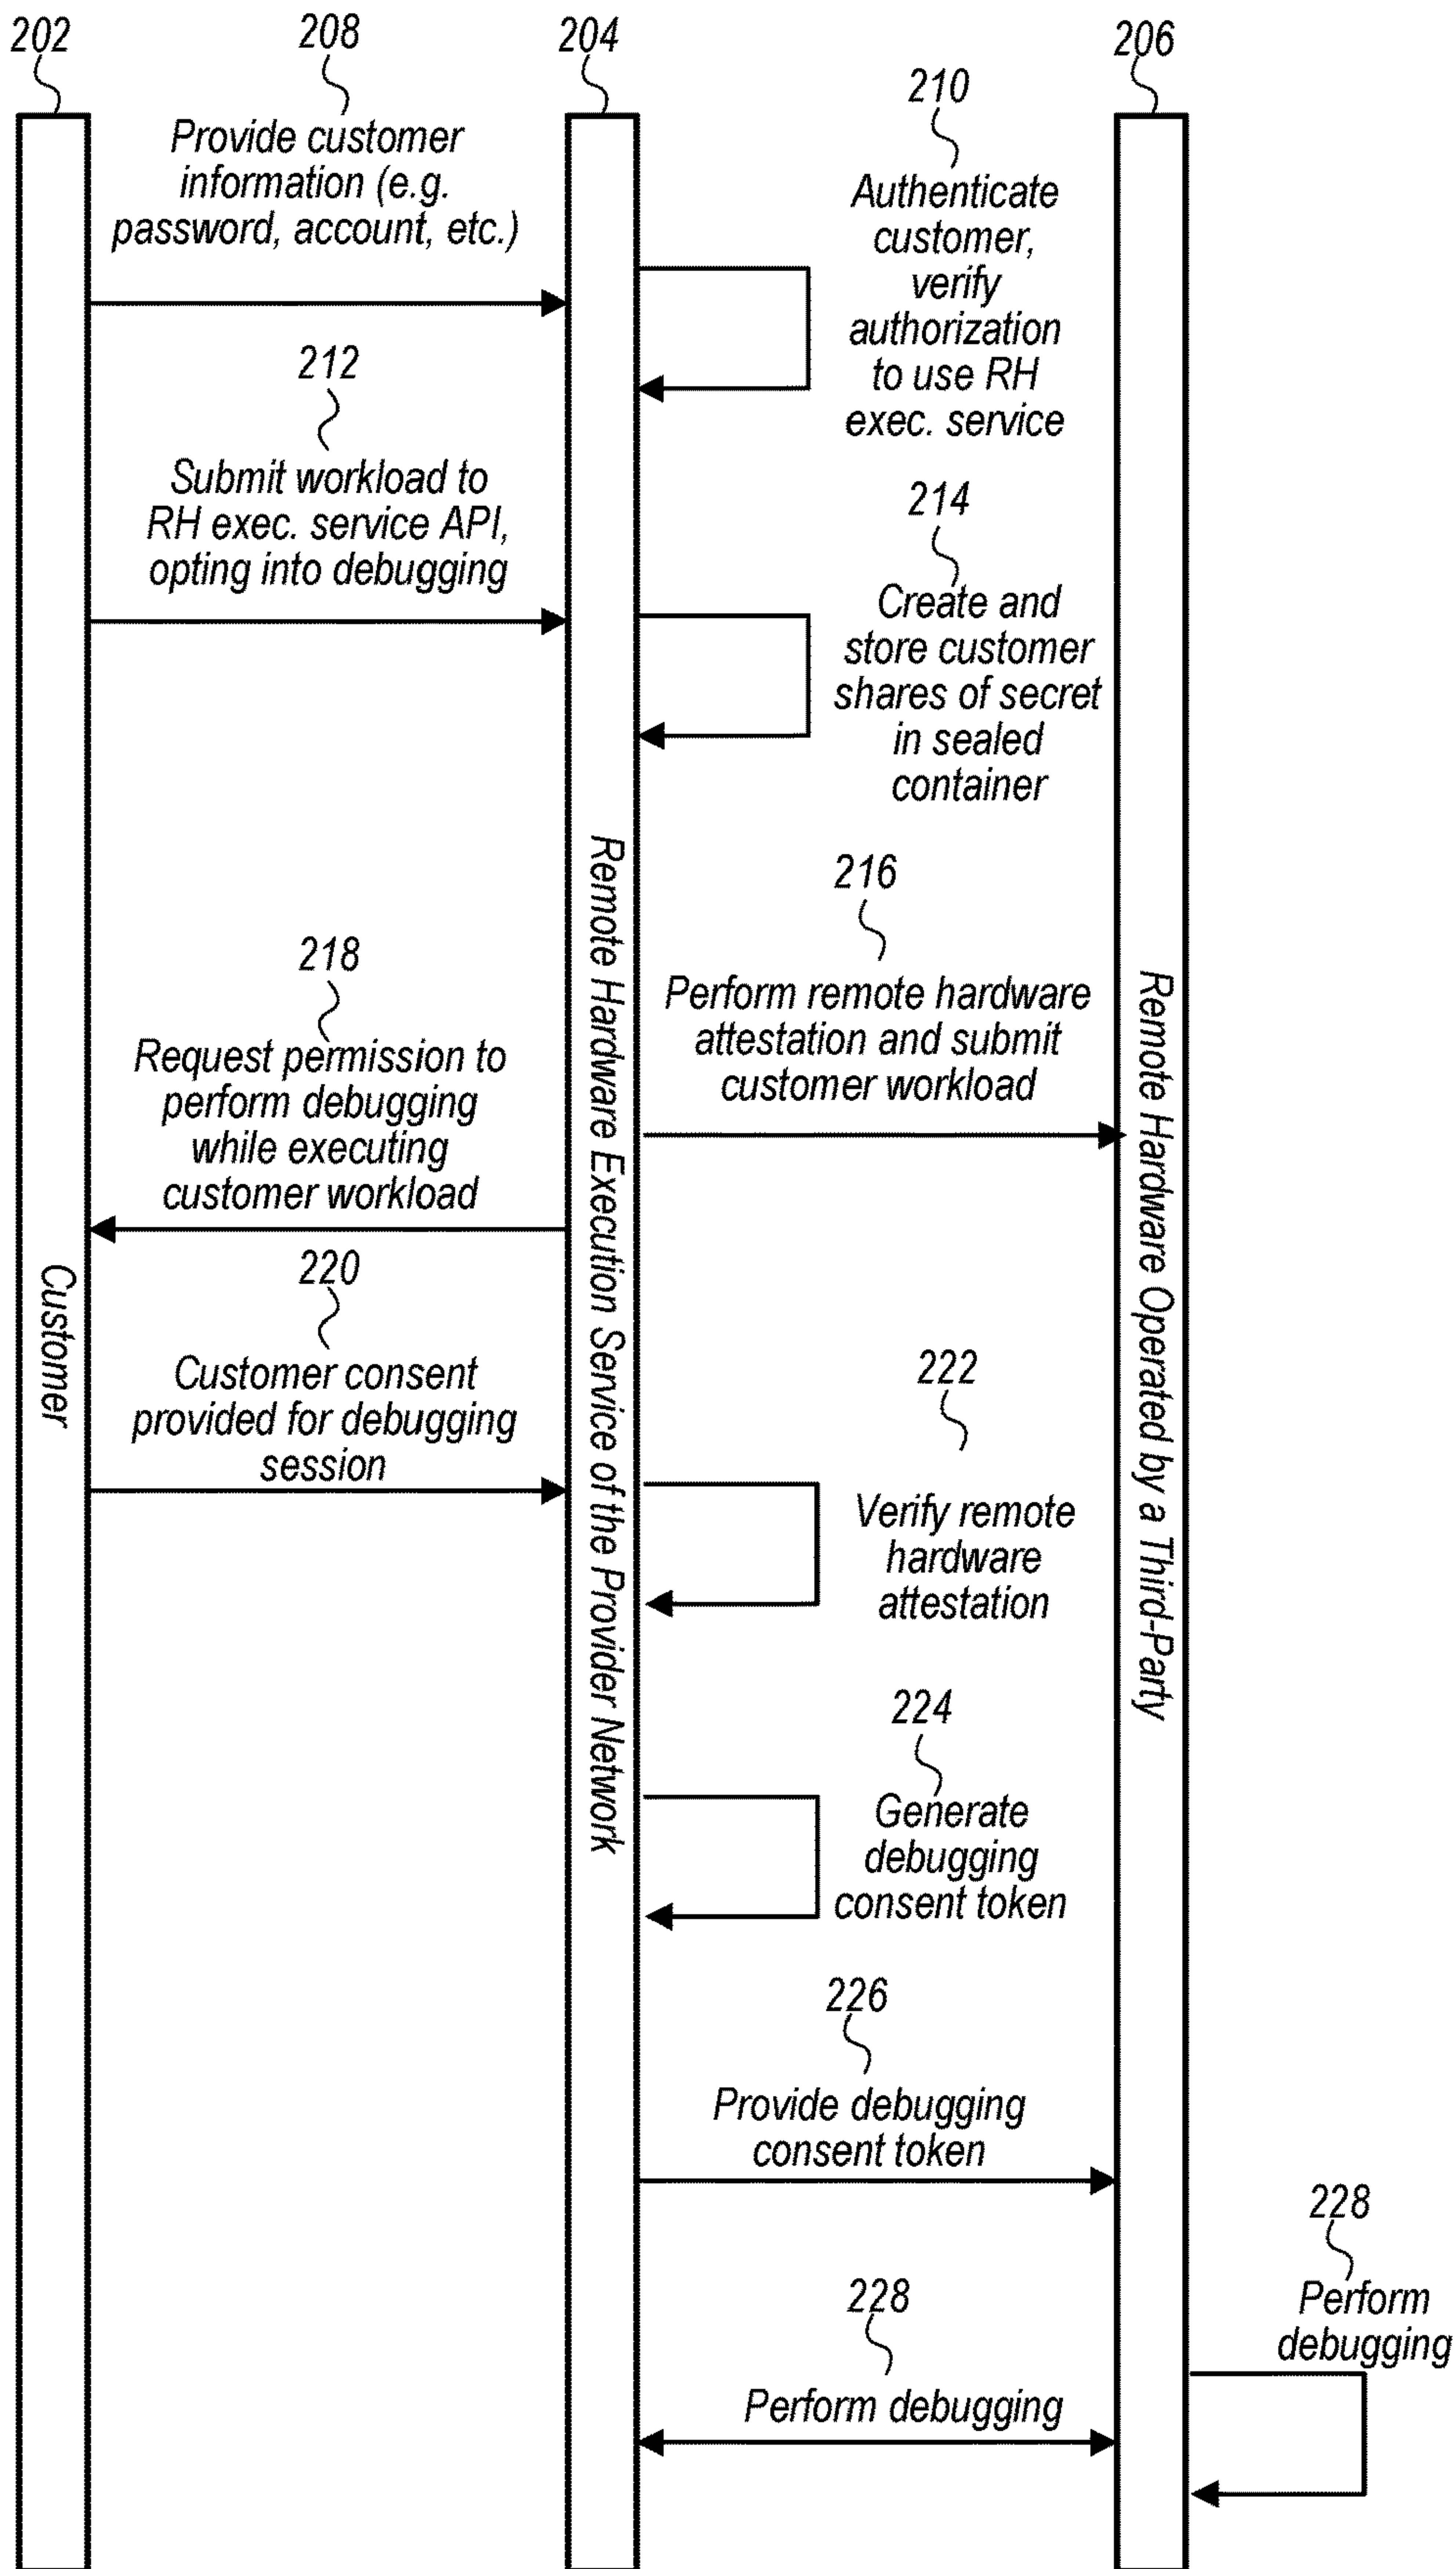 202
208
204
206
Provide customer
information (e.g.
password, account, etc.)
210
Authenticate
customer,
verify
authorization
to use RH
exec. service
212
Submit workload to
RH exec. service API,
opting into debugging
214
Create and
store customer
shares of secret
in sealed
container
216
Perform remote hardware
attestation and submit
customer workload
218
Request permission to
perform debugging
while executing
customer workload
220
Customer consent
provided for debugging
session
Customer
Remote Hardware Execution Service of the Provider Network
Remote Hardware Operated by a Third-Party
222
Verify remote
hardware
attestation
224
Generate
debugging
consent token
226
Provide debugging
consent token
228
Perform debugging
228
Perform
debugging